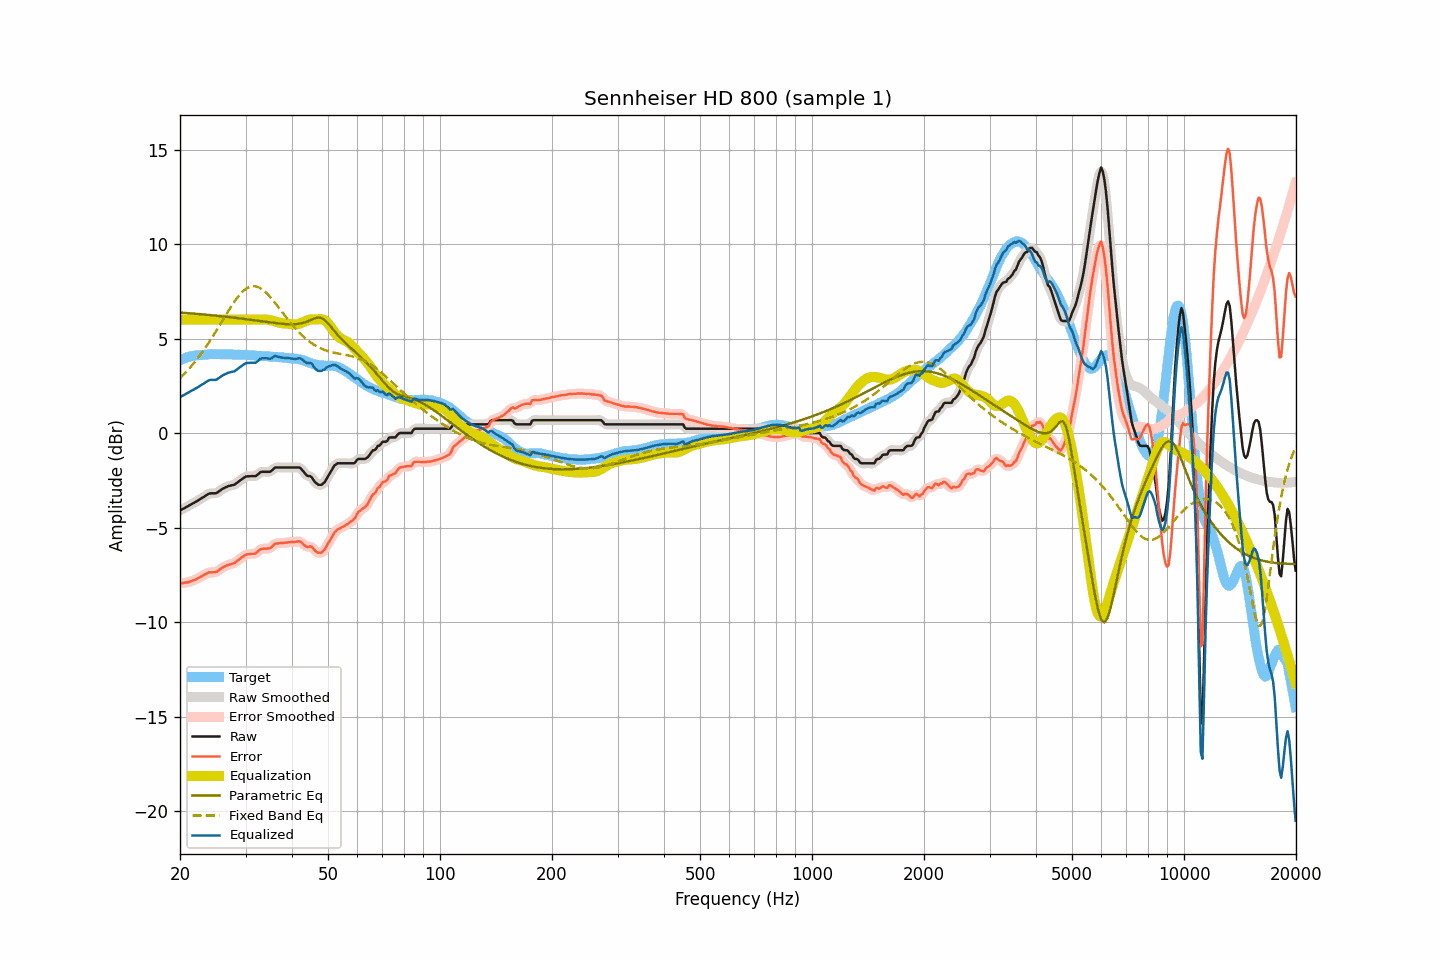 Sennheiser HD 800 (sample 1)
15
10
5
0
−5
−10
−15
−20
Amplitude (dBr)
Target
Raw Smoothed
Error Smoothed
Raw
Error
Equalization
Parametric Eq
Fixed Band Eq
Equalized
20 50 100 200 500 1000 2000 5000 10000 20000
Frequency (Hz)